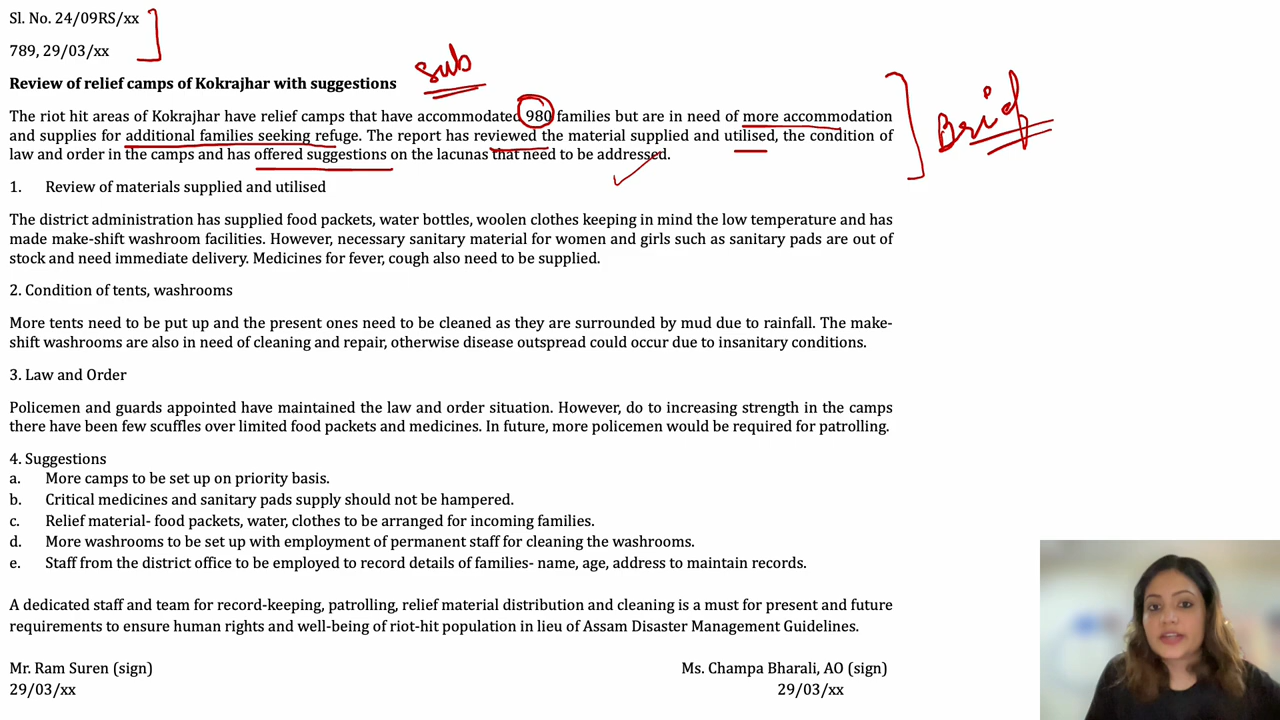 Sl. No. 24/09RS/xx
789, 29/03/xx
Review of relief camps of Kokrajhar with suggestions
Sub
The riot hit areas of Kokrajhar have relief camps that have accommodated 980 families but are in need of more accommodation
and supplies for additional families seeking refuge. The report has reviewed the material supplied and utilised, the condition of
law and order in the camps and has offered suggestions on the lacunas that need to be addressed.
Brief
1. Review of materials supplied and utilised
The district administration has supplied food packets, water bottles, woolen clothes keeping in mind the low temperature and has
made make-shift washroom facilities. However, necessary sanitary material for women and girls such as sanitary pads are out of
stock and need immediate delivery. Medicines for fever, cough also need to be supplied.
2. Condition of tents, washrooms
More tents need to be put up and the present ones need to be cleaned as they are surrounded by mud due to rainfall. The make-
shift washrooms are also in need of cleaning and repair, otherwise disease outspread could occur due to insanitary conditions.
3. Law and Order
Policemen and guards appointed have maintained the law and order situation. However, do to increasing strength in the camps
there have been few scuffles over limited food packets and medicines. In future, more policemen would be required for patrolling.
4. Suggestions
a. More camps to be set up on priority basis.
b. Critical medicines and sanitary pads supply should not be hampered.
c. Relief material- food packets, water, clothes to be arranged for incoming families.
d. More washrooms to be set up with employment of permanent staff for cleaning the washrooms.
e. Staff from the district office to be employed to record details of families- name, age, address to maintain records.
A dedicated staff and team for record-keeping, patrolling, relief material distribution and cleaning is a must for present and future
requirements to ensure human rights and well-being of riot-hit population in lieu of Assam Disaster Management Guidelines.
Mr. Ram Suren (sign) Ms. Champa Bharali, AO (sign)
29/03/xx 29/03/xx